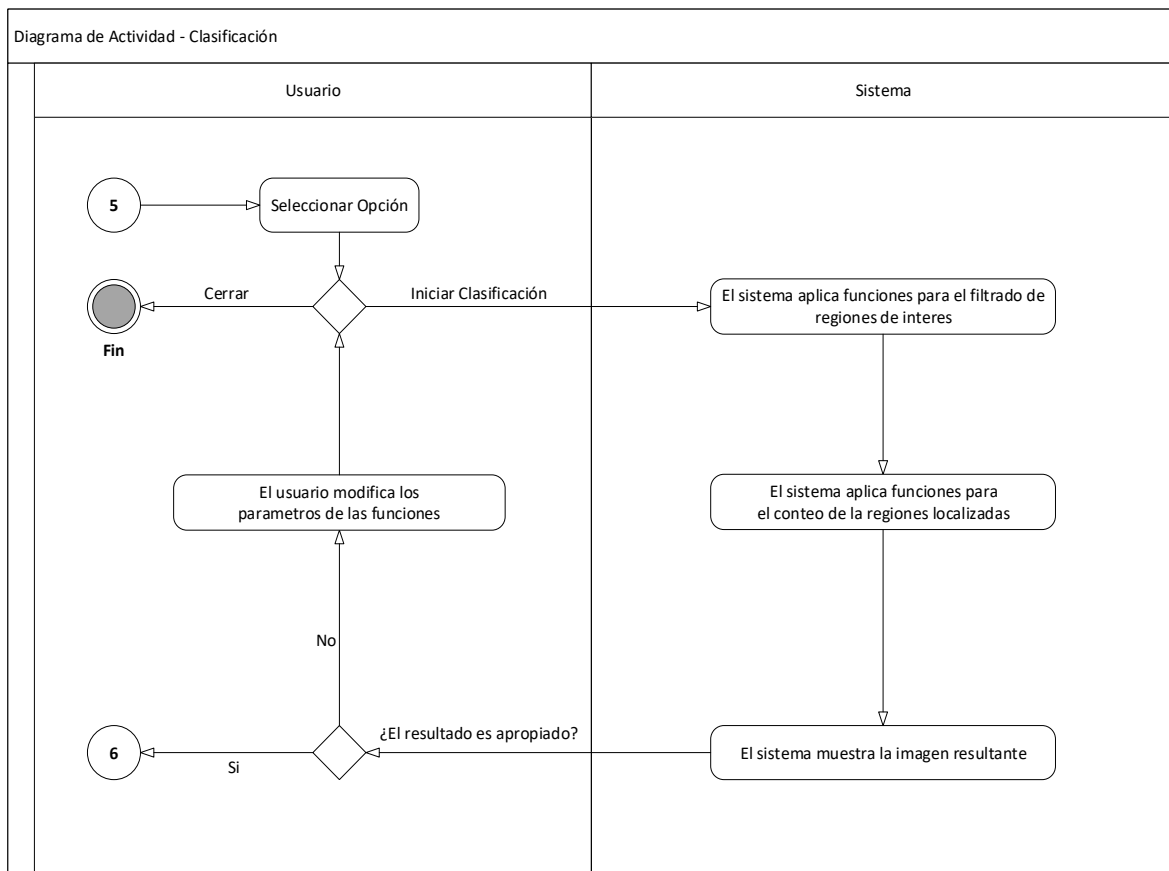 Diagrama de Actividad - Clasificación
Usuario
Sistema
5
Seleccionar Opción
Cerrar
Iniciar Clasificación
El sistema aplica funciones para el filtrado de
regiones de interes
Fin
El usuario modifica los
parametros de las funciones
El sistema aplica funciones para
el conteo de la regiones localizadas
No
¿El resultado es apropiado?
6
Si
El sistema muestra la imagen resultante